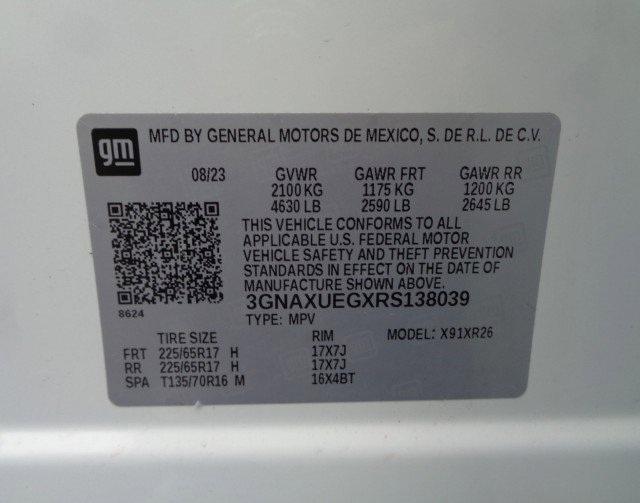 gm MFD BY GENERAL MOTORS DE MEXICO, S. DE R.L. DE C.V.
08/23 GVWR GAWR FRT GAWR RR
2100 KG 1175 KG 1200 KG
4630 LB 2590 LB 2645 LB
THIS VEHICLE CONFORMS TO ALL
APPLICABLE U.S. FEDERAL MOTOR
VEHICLE SAFETY AND THEFT PREVENTION
STANDARDS IN EFFECT ON THE DATE OF
MANUFACTURE SHOWN ABOVE.
3GNAXUEGXRS138039
8624 TYPE: MPV
TIRE SIZE RIM MODEL: X91XR26
FRT 225/65R17 H 17X7J
RR 225/65R17 H 17X7J
SPA T135/70R16 M 16X4BT